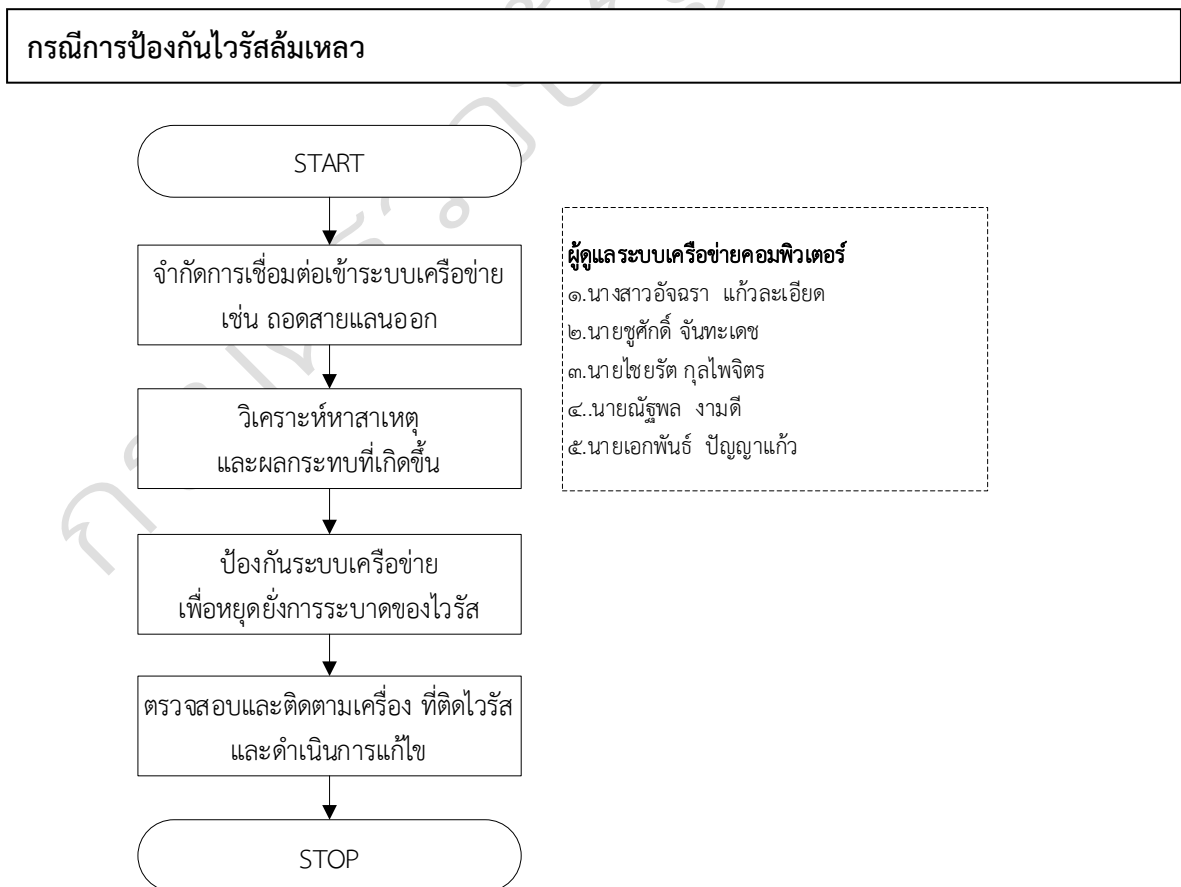 กรณีการป้องกันไวรัสล้มเหลว
START
จำกัดการเชื่อมต่อเข้าระบบเครือข่าย
เช่น ถอดสายแลนออก
วิเคราะห์หาสาเหตุ
และผลกระทบที่เกิดขึ้น
ป้องกันระบบเครือข่าย
เพื่อหยุดยั่งการระบาดของไวรัส
ตรวจสอบและติดตามเครื่อง ที่ติดไวรัส
และดำเนินการแก้ไข
STOP
ผู้ดูแลระบบเครือข่ายคอมพิวเตอร์
๑.นางสาวอัจฉรา แก้วละเอียด
๒.นายชูศักดิ์ จันทะเดช
๓.นายไชยรัต กุลไพจิตร
๔..นายณัฐพล งามดี
๕.นายเอกพันธ์ ปัญญาแก้ว